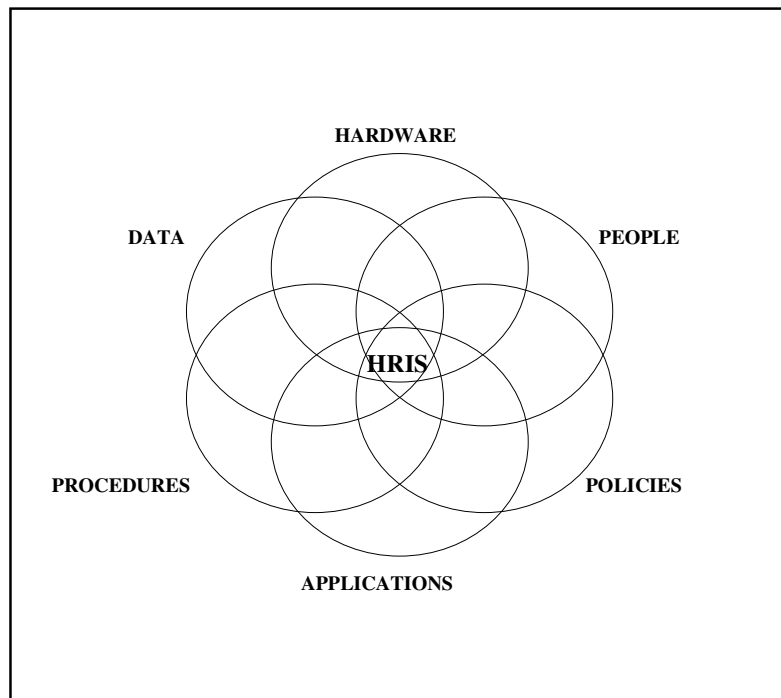 HARDWARE
DATA
PEOPLE
HRIS
PROCEDURES
POLICIES
APPLICATIONS